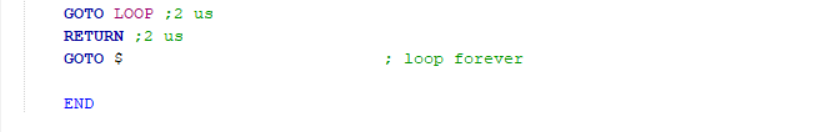 GOTO LOOP ;2 us
RETURN ;2 us
GOTO $ ; loop forever
END